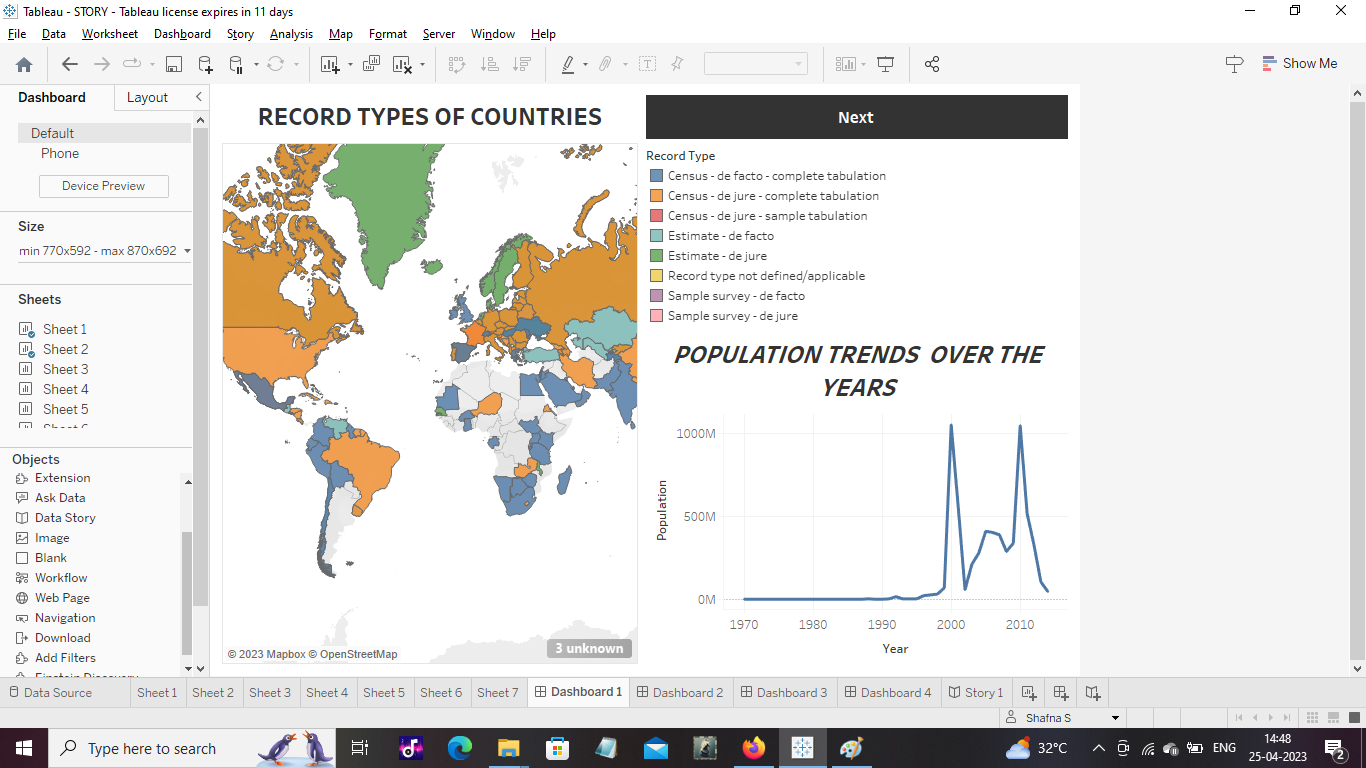 Tableau - STORY - Tableau license expires in 11 days
File Data Worksheet Dashboard Story Analysis Map Format Server Window Help
Show Me
Dashboard Layout
Default
Phone
Device Preview
Size
min 770x592 - max 870x692
Sheets
Sheet 1
Sheet 2
Sheet 3
Sheet 4
Sheet 5
Objects
Extension
Ask Data
Data Story
Image
Blank
Workflow
Web Page
Navigation
Download
Add Filters
RECORD TYPES OF COUNTRIES
© 2023 Mapbox © OpenStreetMap
3 unknown
Next
Record Type
Census - de facto - complete tabulation
Census - de jure - complete tabulation
Census - de jure - sample tabulation
Estimate - de facto
Estimate - de jure
Record type not defined/applicable
Sample survey - de facto
Sample survey - de jure
POPULATION TRENDS OVER THE
YEARS
Population
1000M
500M
0M
1970 1980 1990 2000 2010
Year
Data Source Sheet 1 Sheet 2 Sheet 3 Sheet 4 Sheet 5 Sheet 6 Sheet 7 Dashboard 1 Dashboard 2 Dashboard 3 Dashboard 4 Story 1
Shafna S
Type here to search
32°C
ENG
14:48
25-04-2023
2